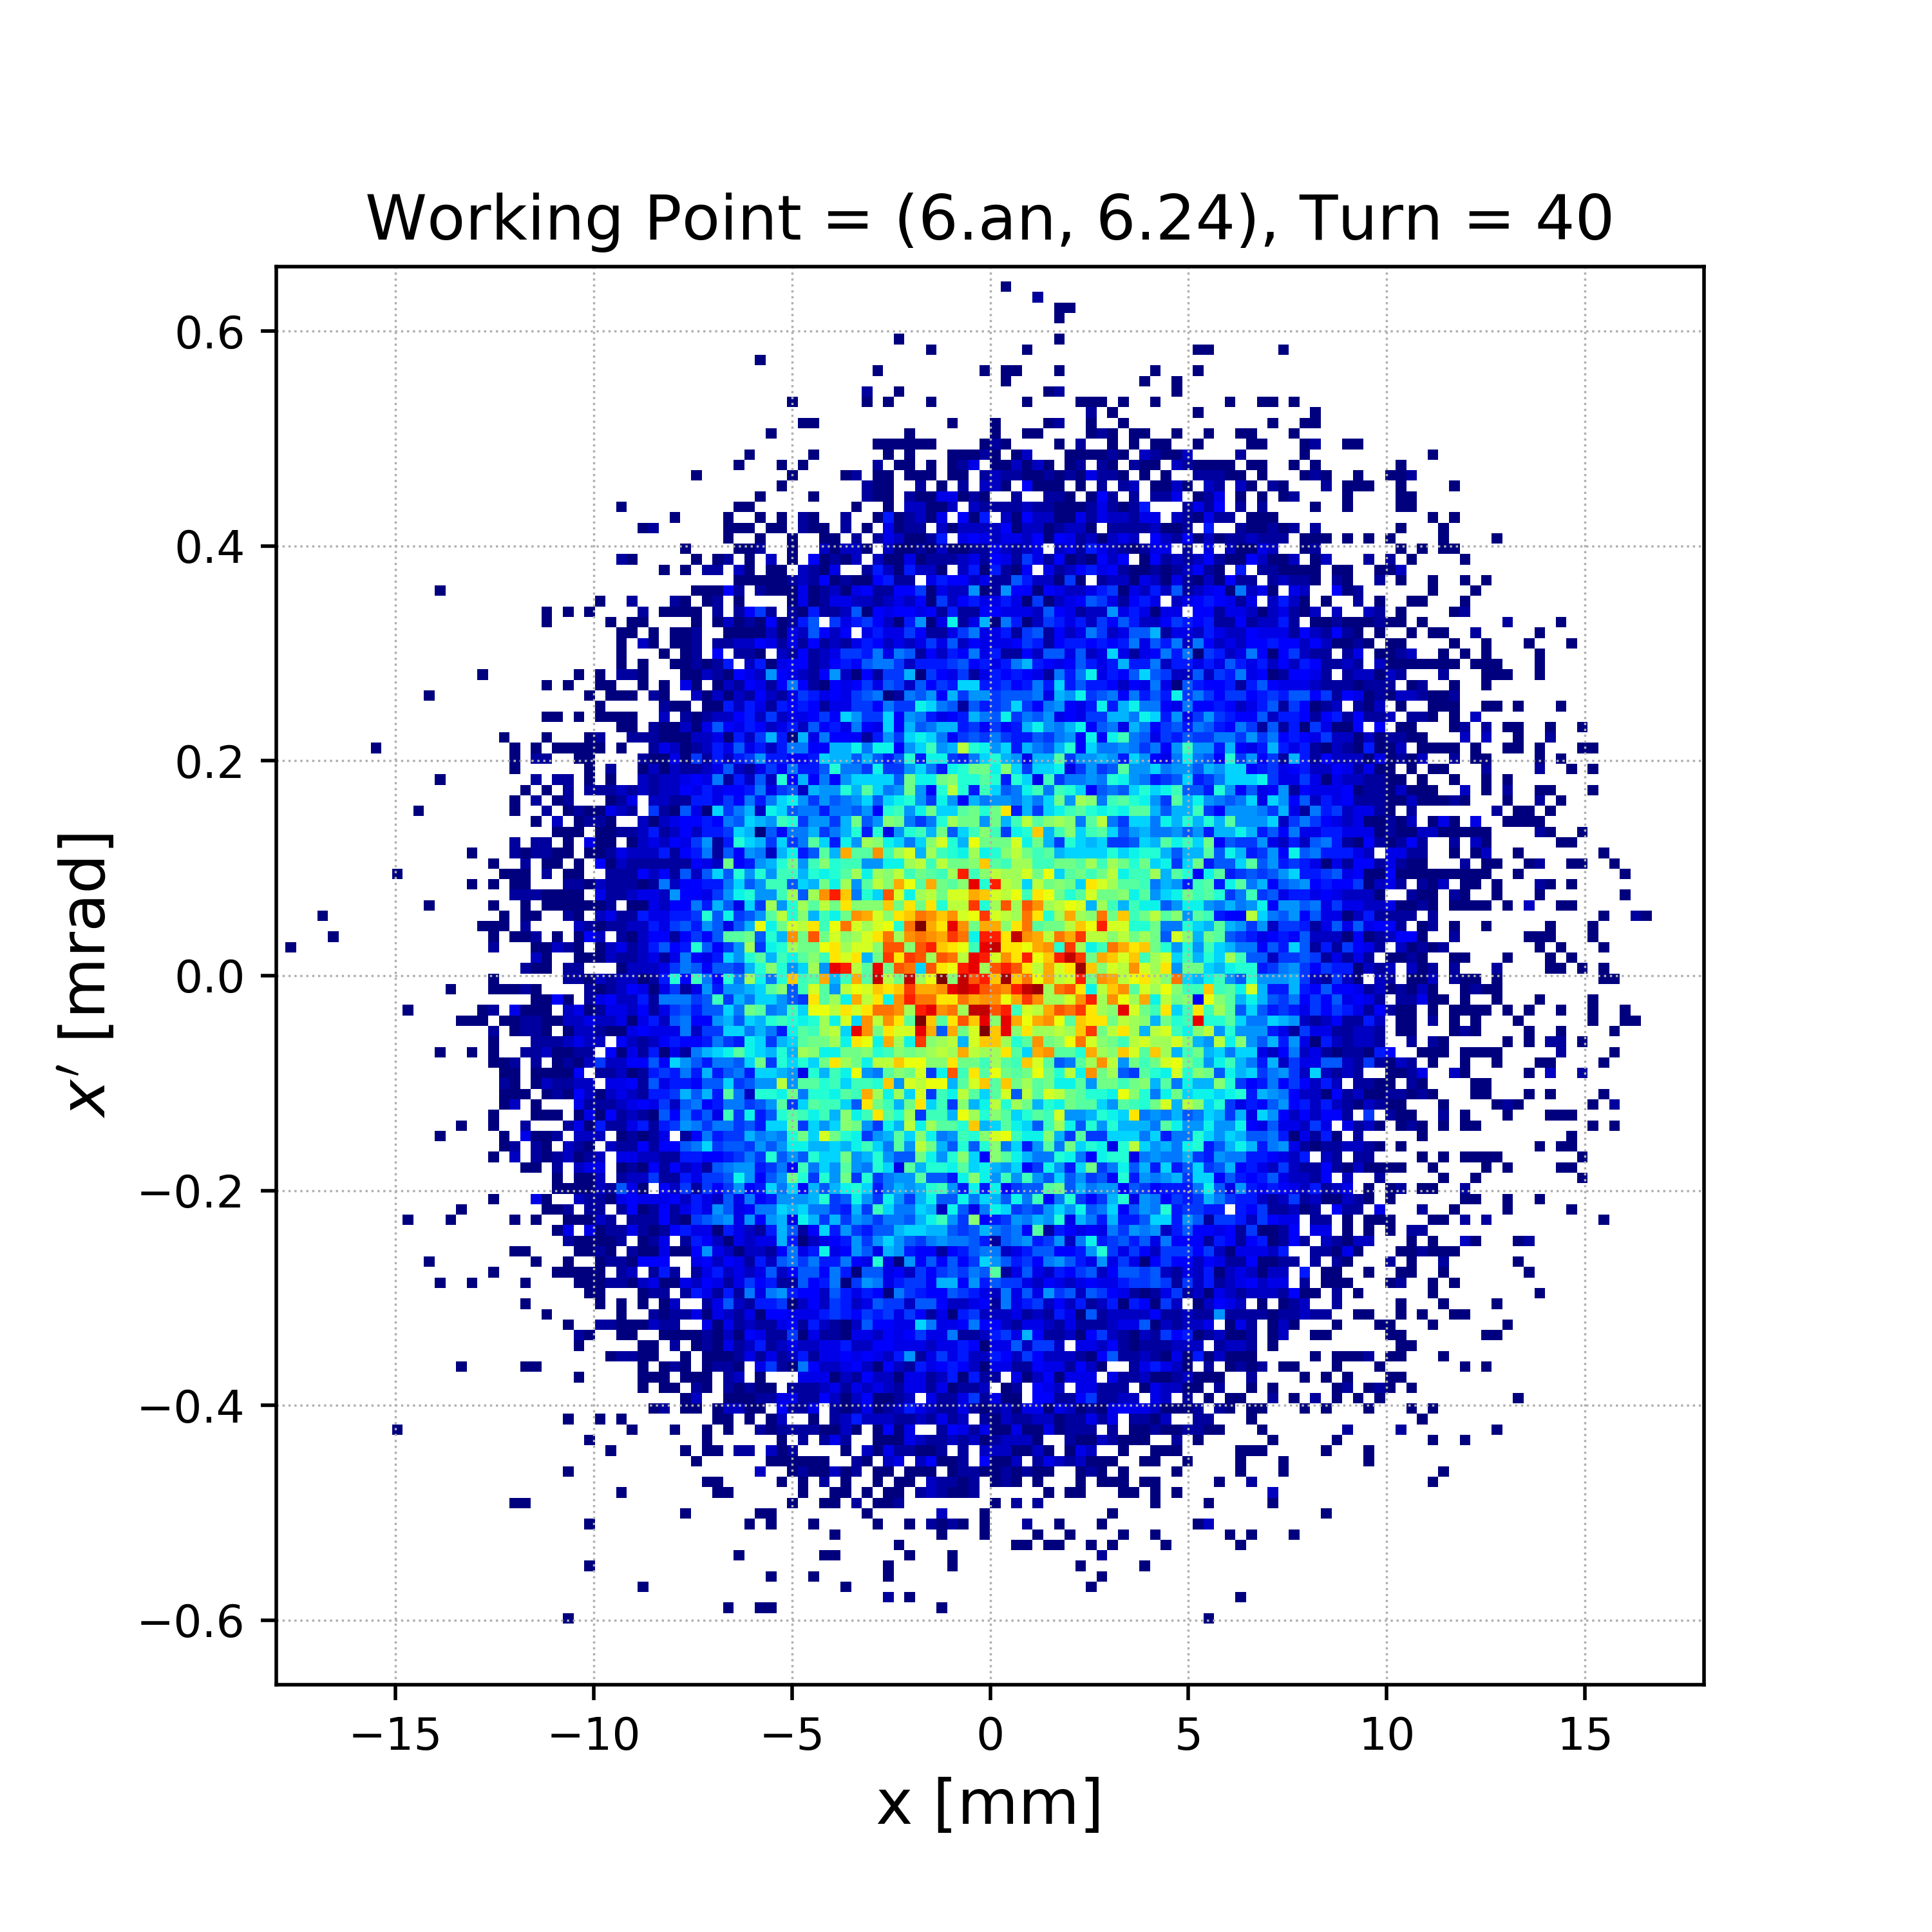 Working Point = (6.an, 6.24), Turn = 40
0.6
0.4
0.2
0.0
−0.2
−0.4
−0.6
x′ [mrad]
−15 −10 −5 0 5 10 15
x [mm]